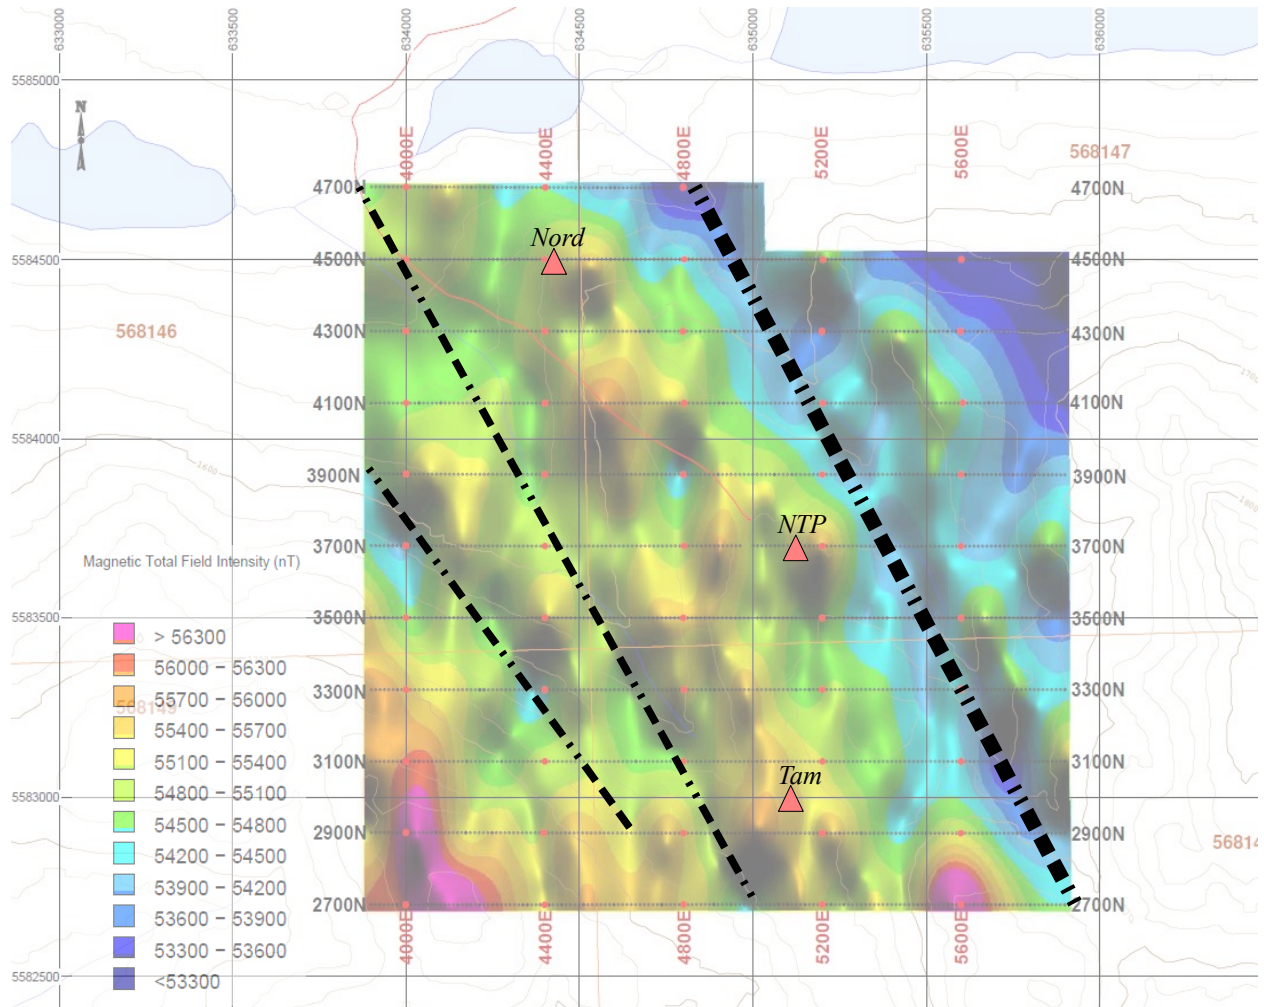 633000 633500 634000 634500 635000 635500 636000
5585000
N
4000E 4400E 4800E 5200E 5600E
568147
4700N 4700N
Nord
5584500 4500N 4500N
568146 4300N 4300N
4100N 4100N
5584000
1600
3900N 3900N
NTP
3700N 3700N
Magnetic Total Field Intensity (nT)
5583500 3500N 3500N
> 56300
56000 - 56300
3300N 3300N
55700 - 56000
55400 - 55700
3100N 3100N
55100 - 55400
Tam
54800 - 55100
5583000
54500 - 54800
2900N 2900N
54200 - 54500
53900 - 54200
2700N 2700N
53600 - 53900
4000E 4400E 4800E 5200E 5600E
53300 - 53600
5582500
<53300